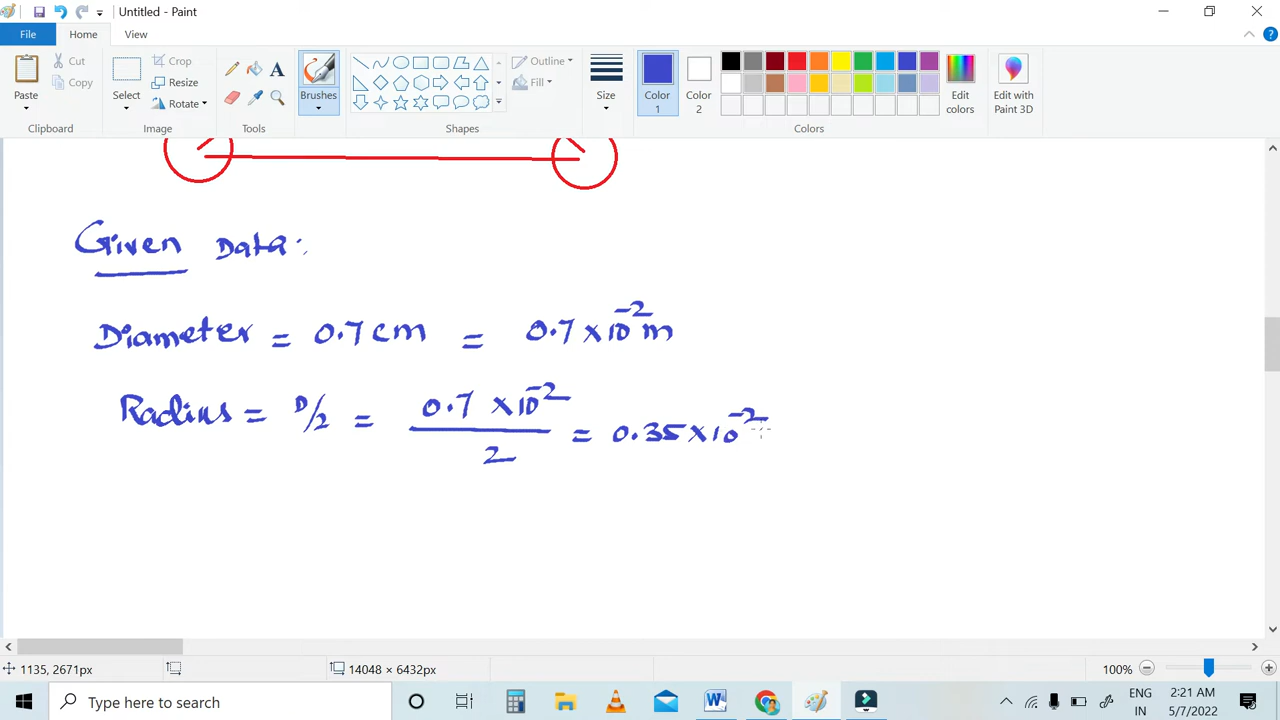 Untitled - Paint
File Home View
Paste Cut Copy Clipboard
Select Crop Resize Rotate Image
Tools
Brushes
Outline Fill Shapes
Size
Color 1 Color 2 Edit colors Colors
Edit with Paint 3D
Given Data:
Diameter = 0.7 cm = 0.7 × 10⁻² m
Radius = D/2 = 0.7 × 10⁻² / 2 = 0.35 × 10⁻²
1135, 2671px 14048 × 6432px 100%
Type here to search ENG IN 2:21 AM 5/7/2022